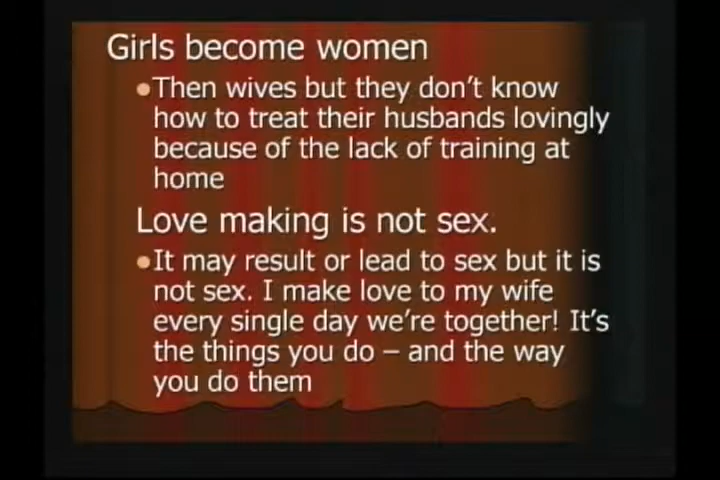 Girls become women
•Then wives but they don't know
how to treat their husbands lovingly
because of the lack of training at
home
Love making is not sex.
•It may result or lead to sex but it is
not sex. I make love to my wife
every single day we're together! It's
the things you do – and the way
you do them